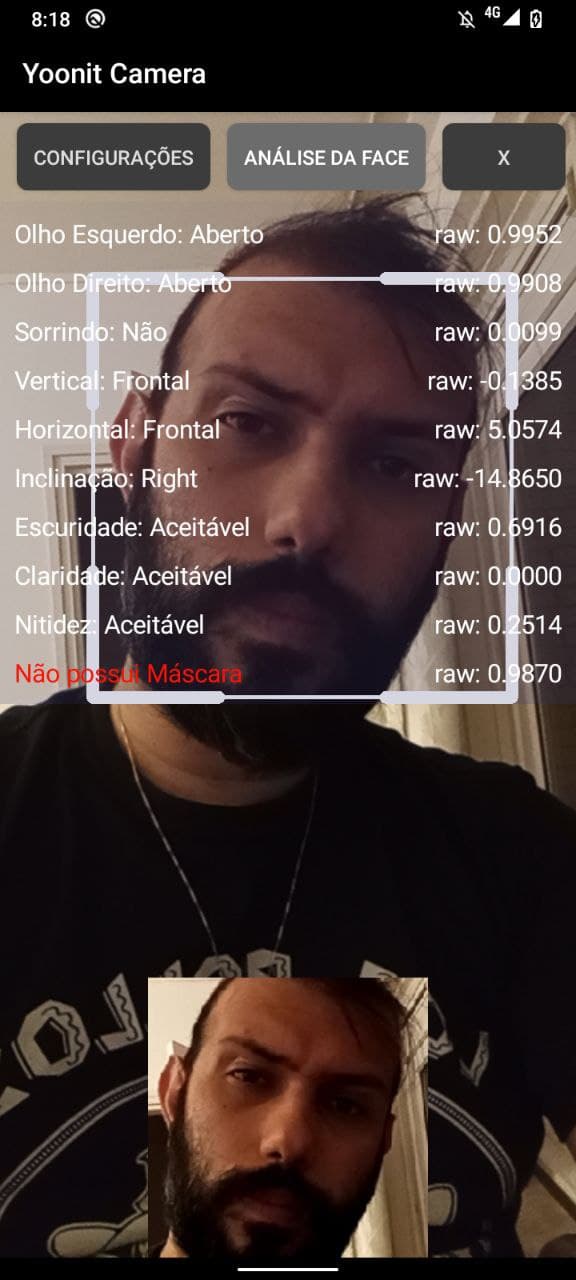 8:18
4G
Yoonit Camera
CONFIGURAÇÕES ANÁLISE DA FACE X
Olho Esquerdo: Aberto raw: 0.9952
Olho Direito: Aberto raw: 0.9908
Sorrindo: Não raw: 0.0099
Vertical: Frontal raw: -0.1385
Horizontal: Frontal raw: 5.0574
Inclinação: Right raw: -14.8650
Escuridade: Aceitável raw: 0.6916
Claridade: Aceitável raw: 0.0000
Nitidez: Aceitável raw: 0.2514
Não possui Máscara raw: 0.9870